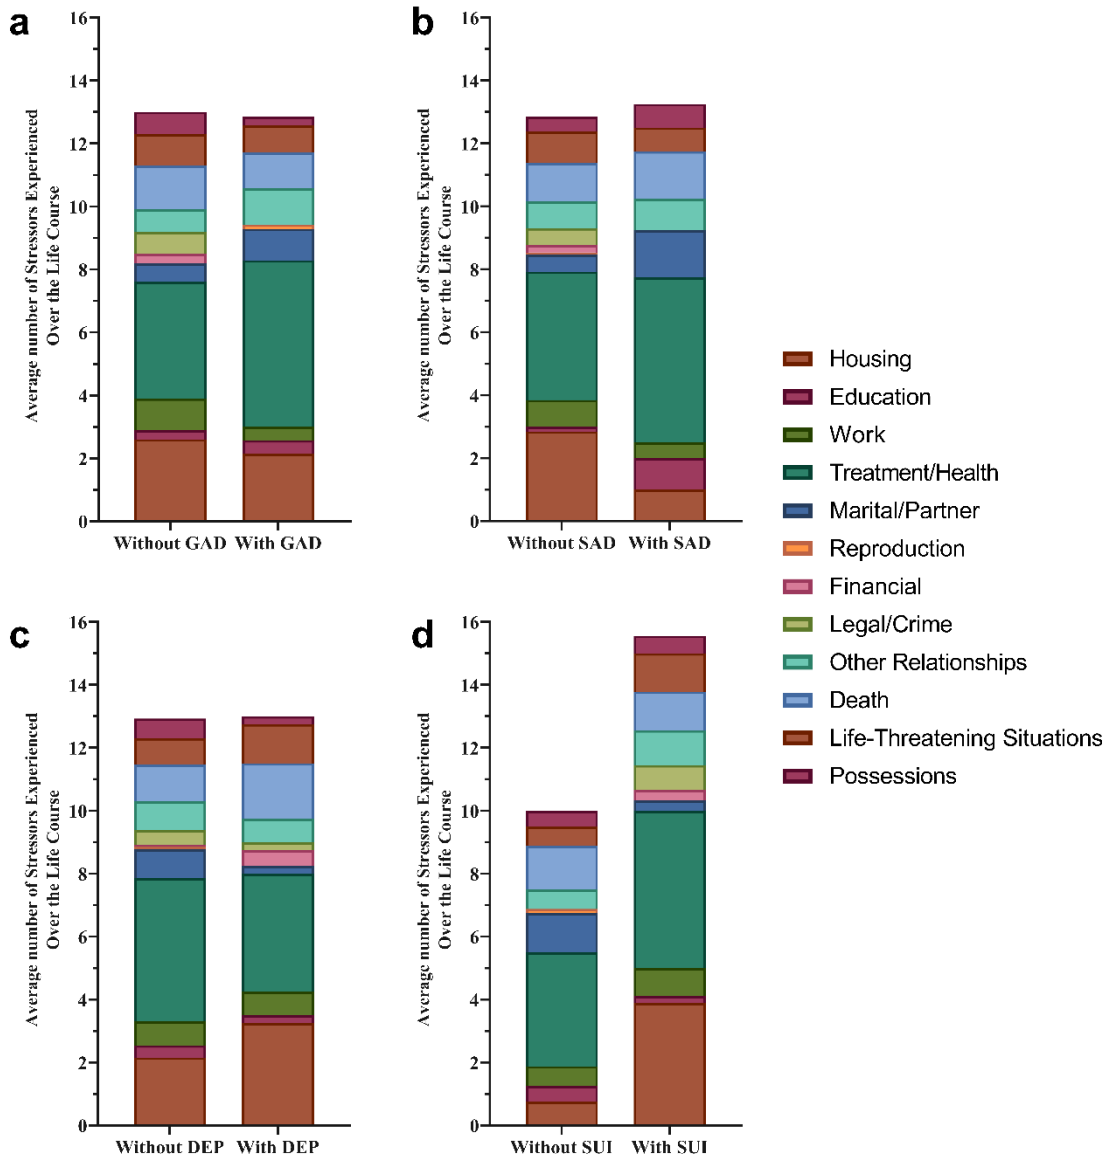 a
Average number of Stressors Experienced
Over the Life Course
16
14
12
10
8
6
4
2
0
Without GAD
With GAD
b
Average number of Stressors Experienced
Over the Life Course
16
14
12
10
8
6
4
2
0
Without SAD
With SAD
Housing
Education
Work
Treatment/Health
Marital/Partner
Reproduction
Financial
Legal/Crime
Other Relationships
Death
Life-Threatening Situations
Possessions
c
Average number of Stressors Experienced
Over the Life Course
16
14
12
10
8
6
4
2
0
Without DEP
With DEP
d
Average number of Stressors Experienced
Over the Life Course
16
14
12
10
8
6
4
2
0
Without SUI
With SUI